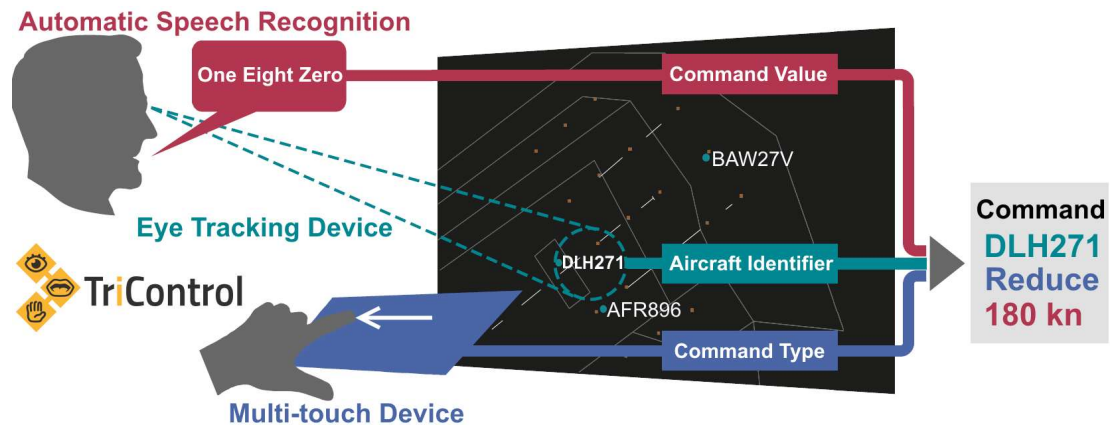 Automatic Speech Recognition
One Eight Zero
Command Value
BAW27V
Eye Tracking Device
DLH271
Aircraft Identifier
Command
DLH271
Reduce
180 kn
TriControl
AFR896
Command Type
Multi-touch Device